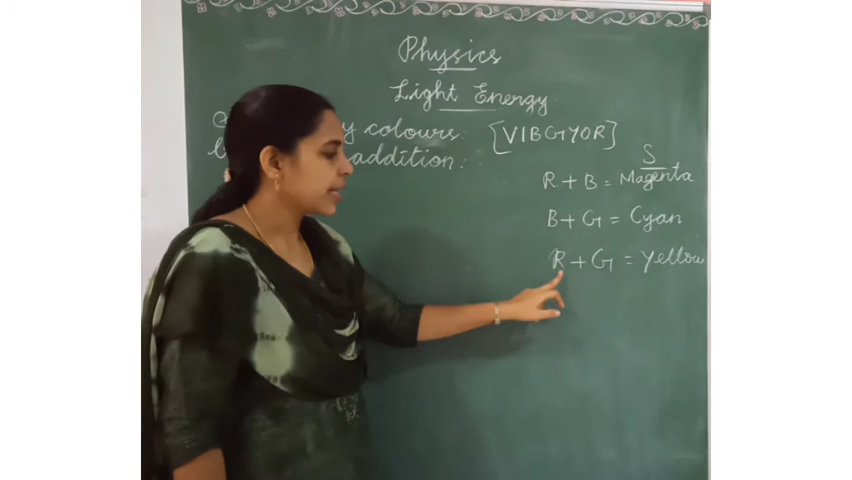 Physics
Light Energy
y colours. [VIBGYOR]
addition:
S
R + B = Magenta
B + G = Cyan
R + G = yellow